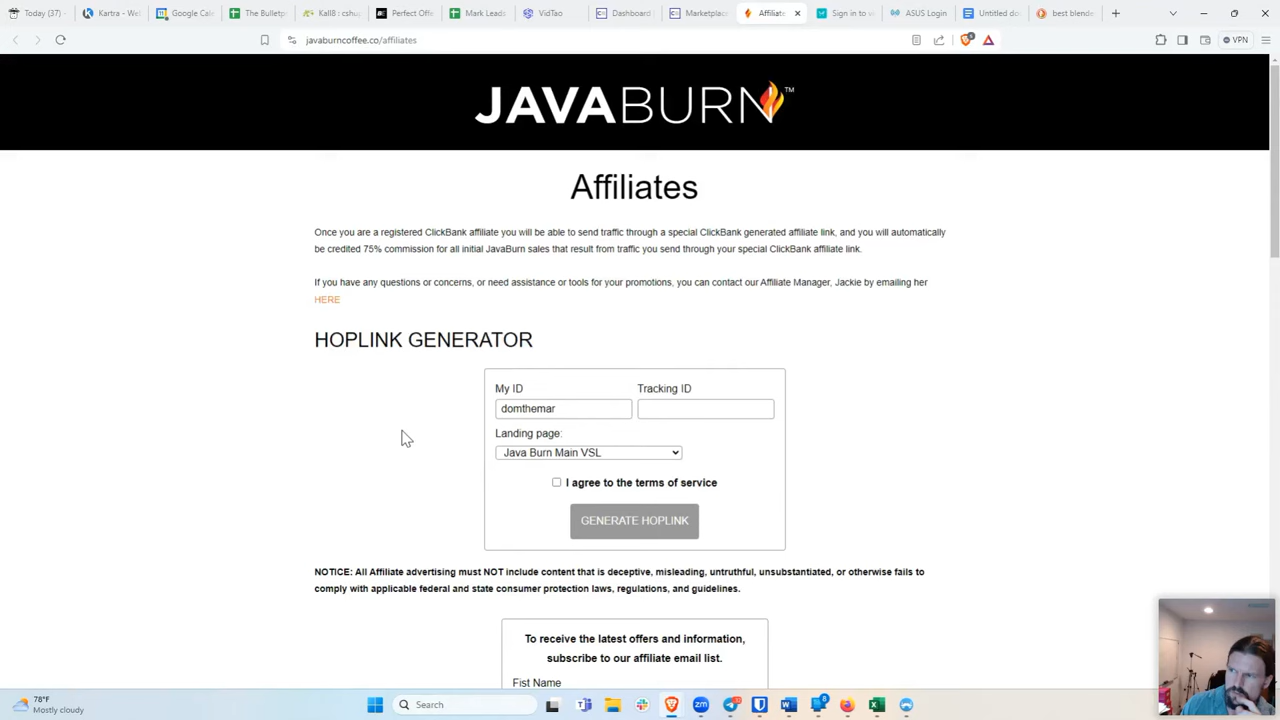 Today (37)
Kartra - We
Google Cale
The Bulletp
Kall8 : cshu
Perfect Offe
Mark Leads
VidTao
Dashboard
Marketplace
Affiliate
Sign in to v
ASUS Login
Untitled do
best blende
javaburncoffee.co/affiliates
VPN
JAVABURN™
Affiliates
Once you are a registered ClickBank affiliate you will be able to send traffic through a special ClickBank generated affiliate link, and you will automatically
be credited 75% commission for all initial JavaBurn sales that result from traffic you send through your special ClickBank affiliate link.
If you have any questions or concerns, or need assistance or tools for your promotions, you can contact our Affiliate Manager, Jackie by emailing her
HERE
HOPLINK GENERATOR
My ID Tracking ID
domthemar
Landing page:
Java Burn Main VSL
I agree to the terms of service
GENERATE HOPLINK
NOTICE: All Affiliate advertising must NOT include content that is deceptive, misleading, untruthful, unsubstantiated, or otherwise fails to
comply with applicable federal and state consumer protection laws, regulations, and guidelines.
To receive the latest offers and information,
subscribe to our affiliate email list.
Fist Name
78°F
Mostly cloudy
Search